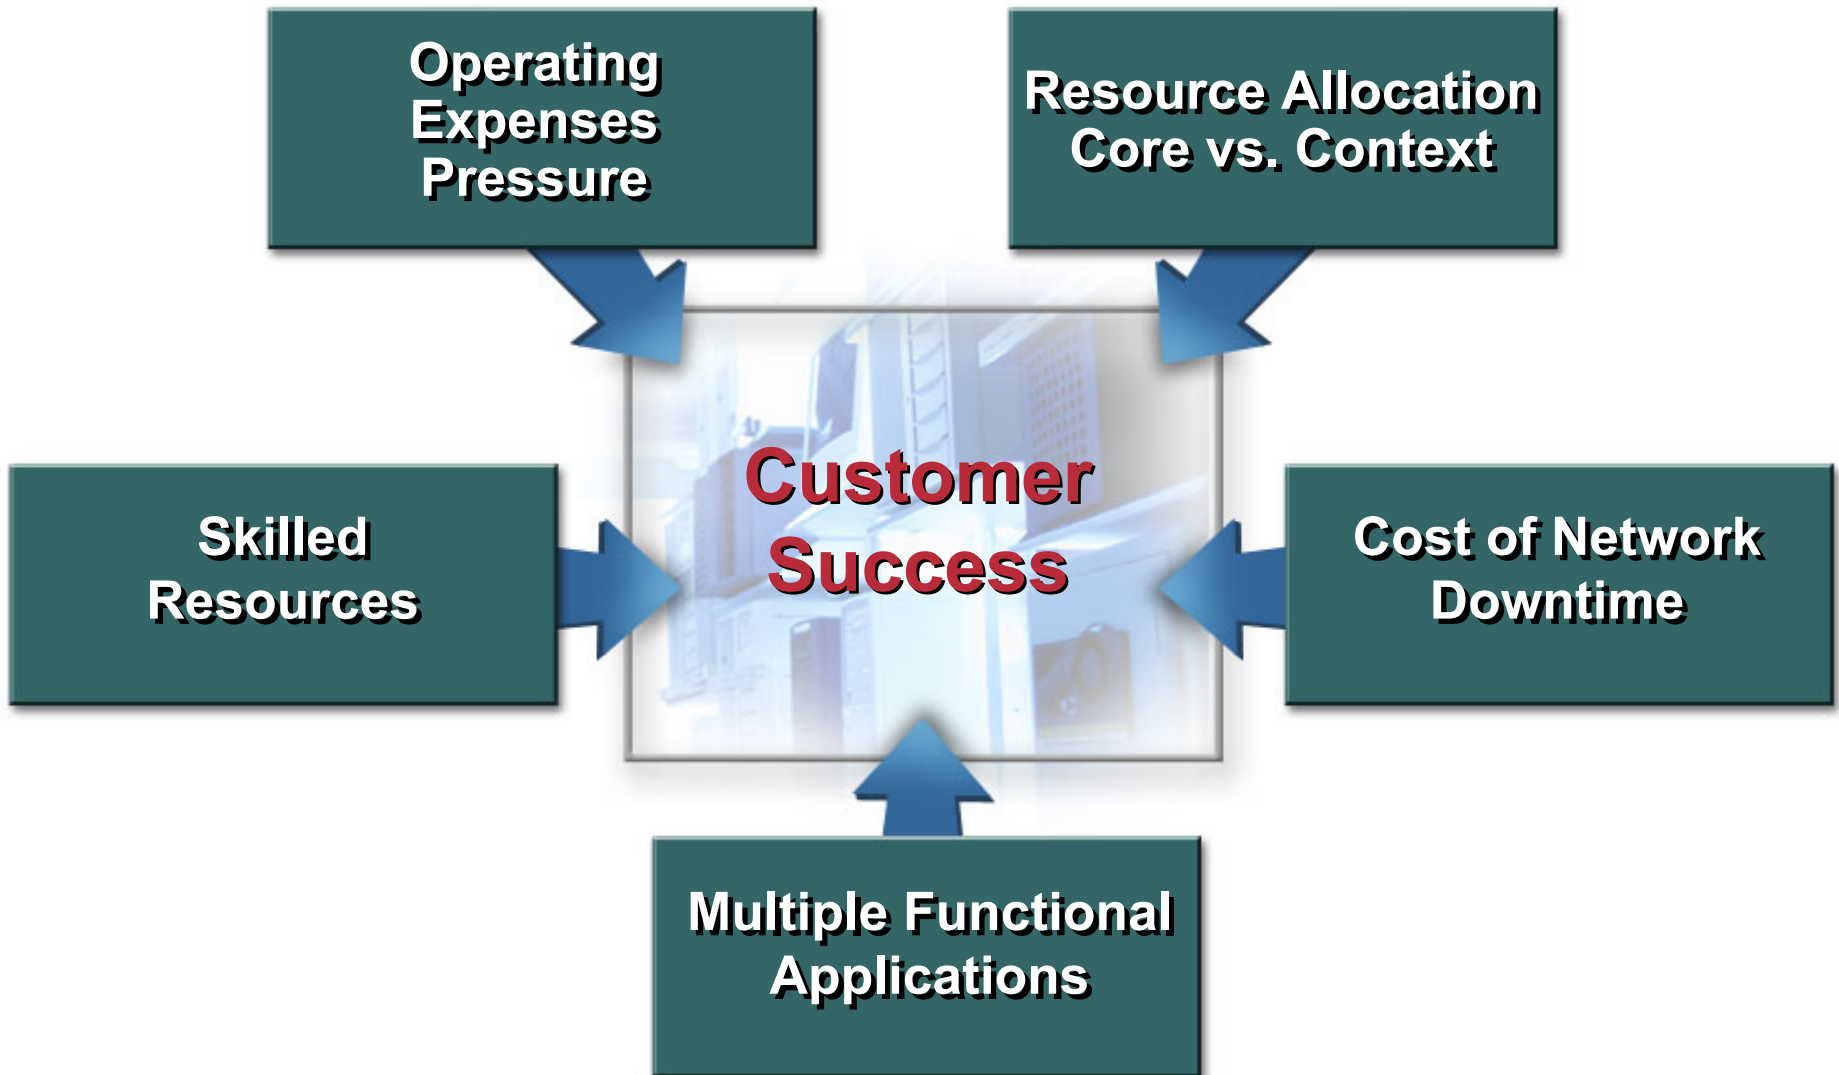 Operating
Expenses
Pressure
Resource Allocation
Core vs. Context
Customer
Success
Skilled
Resources
Cost of Network
Downtime
Multiple Functional
Applications